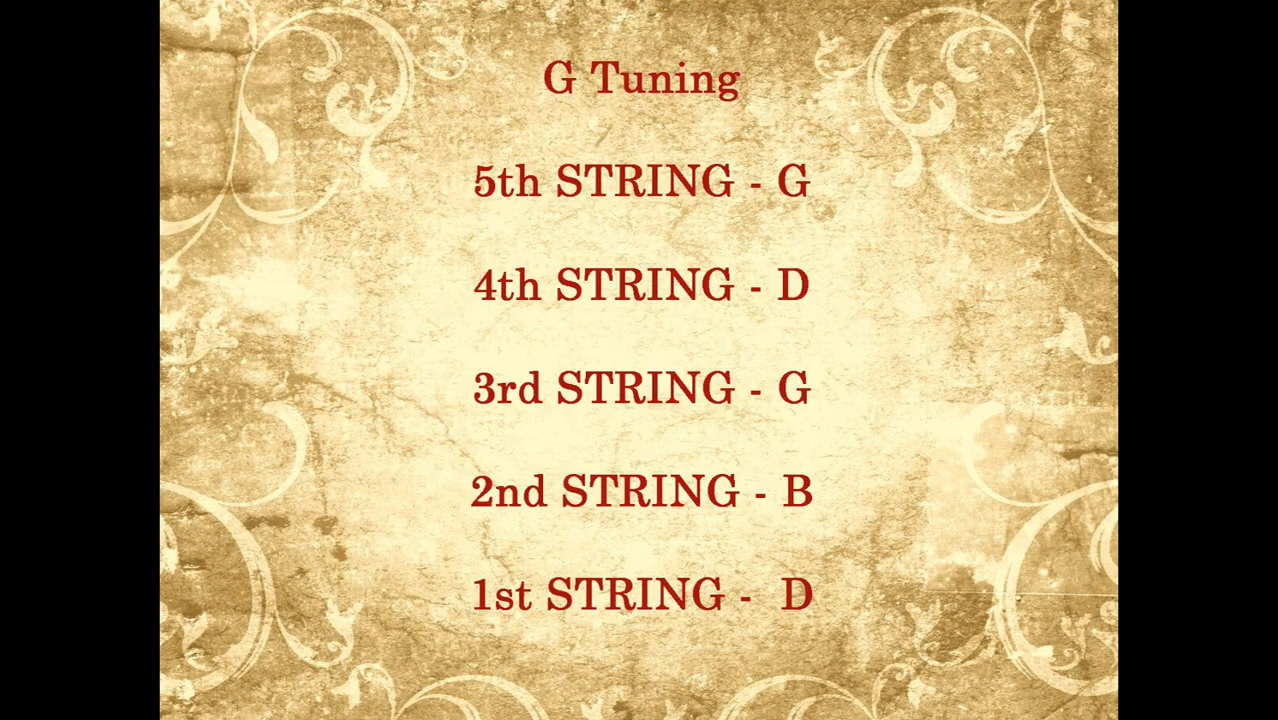 G Tuning
5th STRING - G
4th STRING - D
3rd STRING - G
2nd STRING - B
1st STRING - D